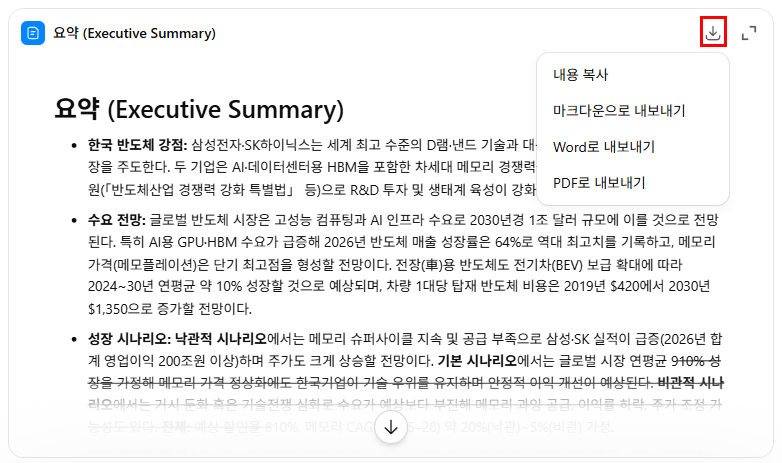 요약 (Executive Summary)
내용 복사
마크다운으로 내보내기
Word로 내보내기
PDF로 내보내기
요약 (Executive Summary)
• 한국 반도체 강점: 삼성전자·SK하이닉스는 세계 최고 수준의 D램·낸드 기술과 대
장을 주도한다. 두 기업은 AI·데이터센터용 HBM을 포함한 차세대 메모리 경쟁력
원(「반도체산업 경쟁력 강화 특별법」 등)으로 R&D 투자 및 생태계 육성이 강화
• 수요 전망: 글로벌 반도체 시장은 고성능 컴퓨팅과 AI 인프라 수요로 2030년경 1조 달러 규모에 이를 것으로 전망
된다. 특히 AI용 GPU·HBM 수요가 급증해 2026년 반도체 매출 성장률은 64%로 역대 최고치를 기록하고, 메모리
가격(메모플레이션)은 단기 최고점을 형성할 전망이다. 전장(車)용 반도체도 전기차(BEV) 보급 확대에 따라
2024~30년 연평균 약 10% 성장할 것으로 예상되며, 차량 1대당 탑재 반도체 비용은 2019년 $420에서 2030년
$1,350으로 증가할 전망이다.
• 성장 시나리오: 낙관적 시나리오에서는 메모리 슈퍼사이클 지속 및 공급 부족으로 삼성·SK 실적이 급증(2026년 합
계 영업이익 200조원 이상)하며 주가도 크게 상승할 전망이다. 기본 시나리오에서는 글로벌 시장 연평균 910% 성
장을 가정해 메모리 가격 정상화에도 한국기업이 기술 우위를 유지하며 안정적 이익 개선이 예상된다. 비관적 시나
리오에서는 거시 둔화 혹은 기술전쟁 심화로 수요가 예상보다 부진해 메모리 과잉 공급, 이익률 하락, 주가 조정 가
능성도 있다. 전제: 예상 할인율 810%, 메모리 CAG 5–28) 약 20%(낙관)~5%(비관) 가정.